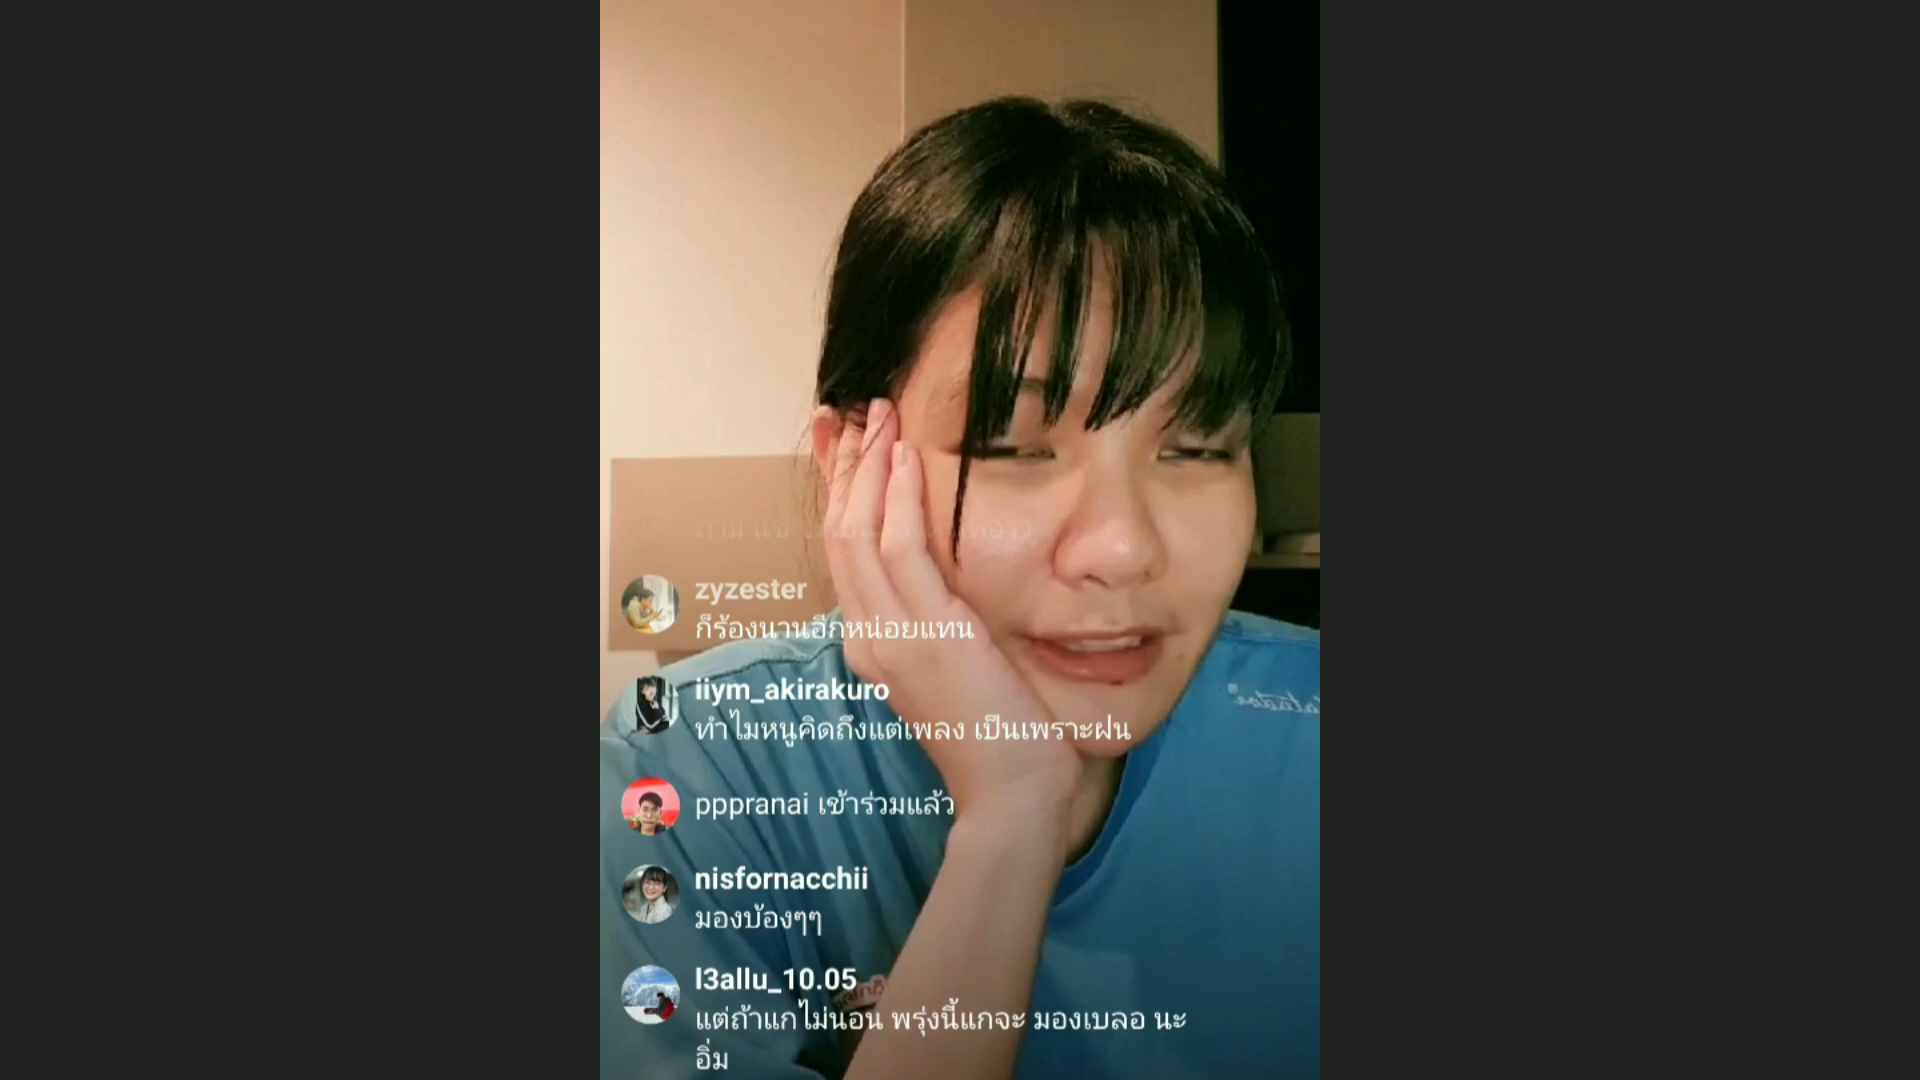 zyzester
ก็ร้องนานฮีกหน่อยแทน
iiym_akirakuro
ทำไมหนูคิดถึงแต่เพลง เป็นเพราะฝน
pppranai เข้าร่วมแล้ว
nisfornacchii
มองบ้องๆๆ
l3allu_10.05
แต่ถ้าแกไม่นอน พรุ่งนี้แกจะ มองเบลอ นะ
อิ่ม